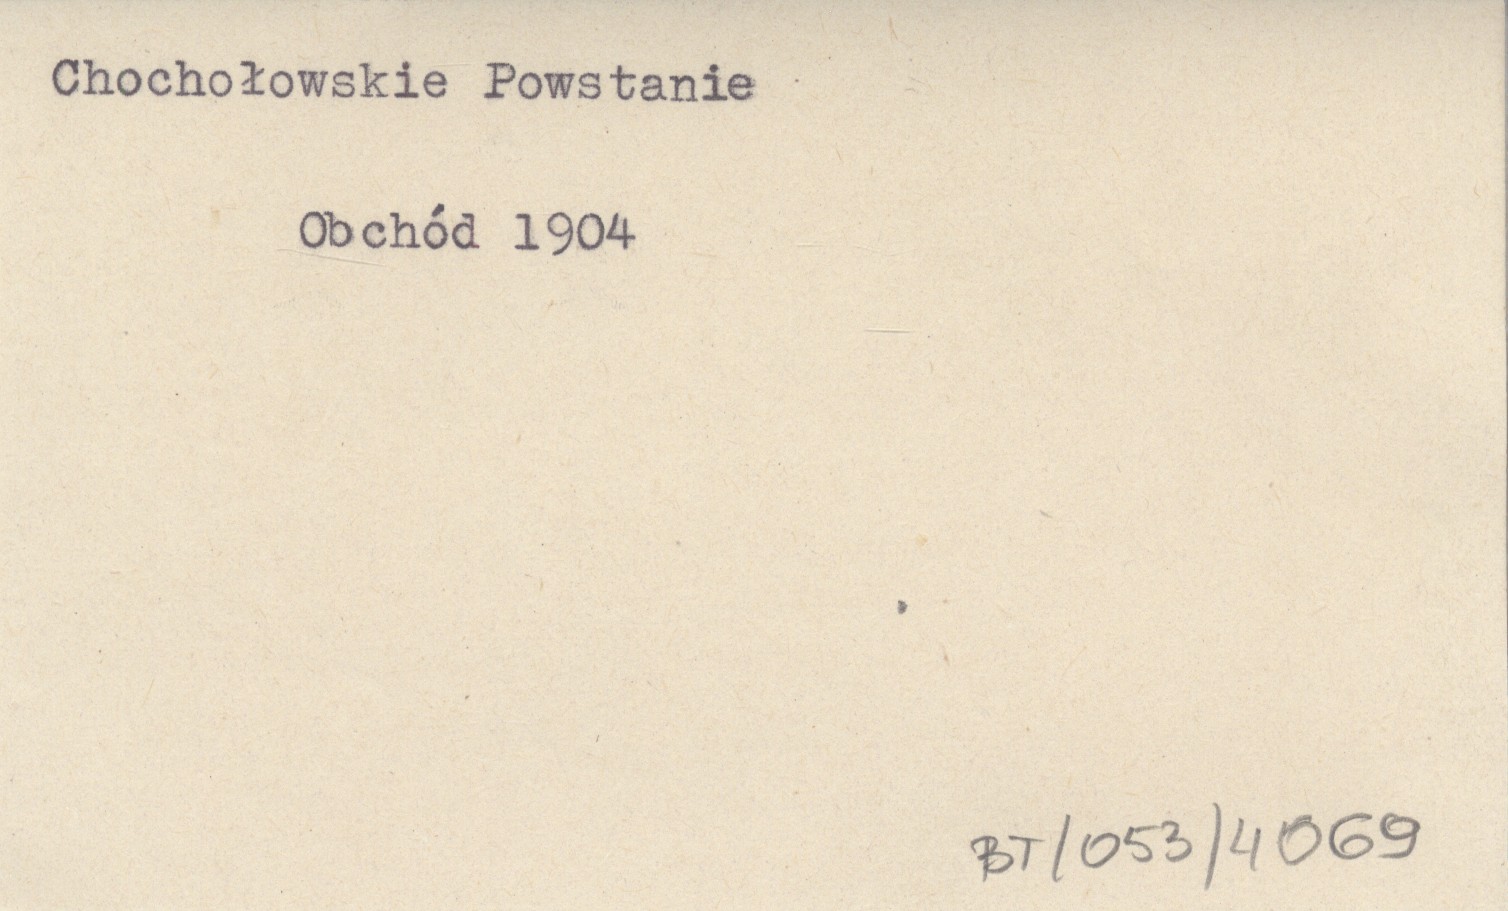 Chochołowskie Powstanie
Obchód 1904
BT/053/4069